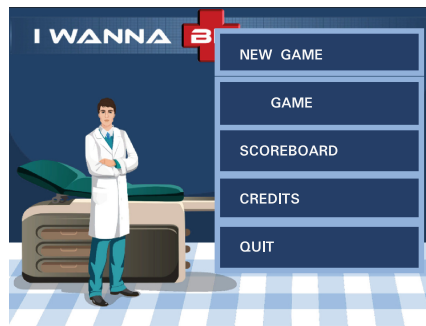 I WANNA B
NEW GAME
GAME
SCOREBOARD
CREDITS
QUIT